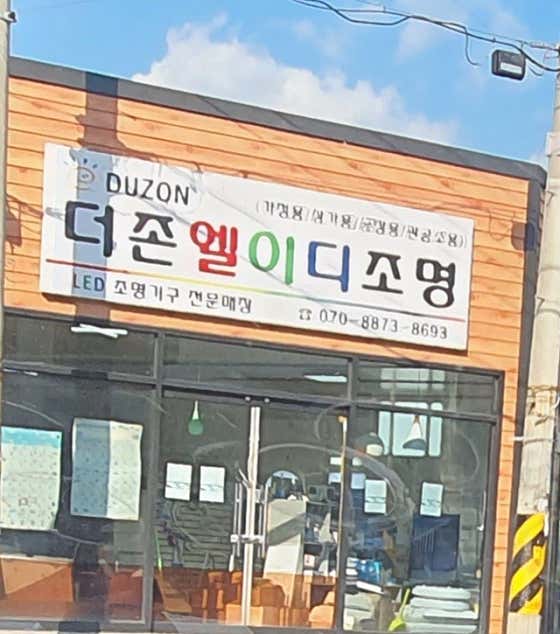 DUZON
(가정용/상가용/공장용/관공소용)
더존엘이디조명
LED 조명기구 전문매장
☎ 070-8873-8693